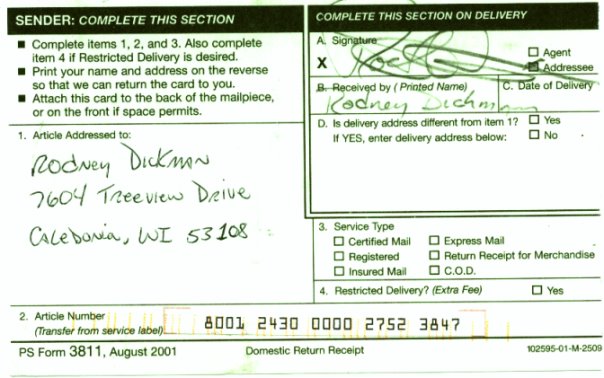 SENDER: COMPLETE THIS SECTION
■ Complete items 1, 2, and 3. Also complete
item 4 if Restricted Delivery is desired.
■ Print your name and address on the reverse
so that we can return the card to you.
■ Attach this card to the back of the mailpiece,
or on the front if space permits.
1. Article Addressed to:
Rodney Dickman
7604 Treeview Drive
Caledonia, WI 53108
COMPLETE THIS SECTION ON DELIVERY
A. Signature
X
☐ Agent
Addressee
B. Received by (Printed Name)
C. Date of Delivery
Rodney Dickman
D. Is delivery address different from item 1? ☐ Yes
If YES, enter delivery address below: ☐ No
3. Service Type
☐ Certified Mail ☐ Express Mail
☐ Registered ☐ Return Receipt for Merchandise
☐ Insured Mail ☐ C.O.D.
4. Restricted Delivery? (Extra Fee) ☐ Yes
2. Article Number
(Transfer from service label)
8001 2430 0000 2752 3847
PS Form 3811, August 2001
Domestic Return Receipt
102595-01-M-2509